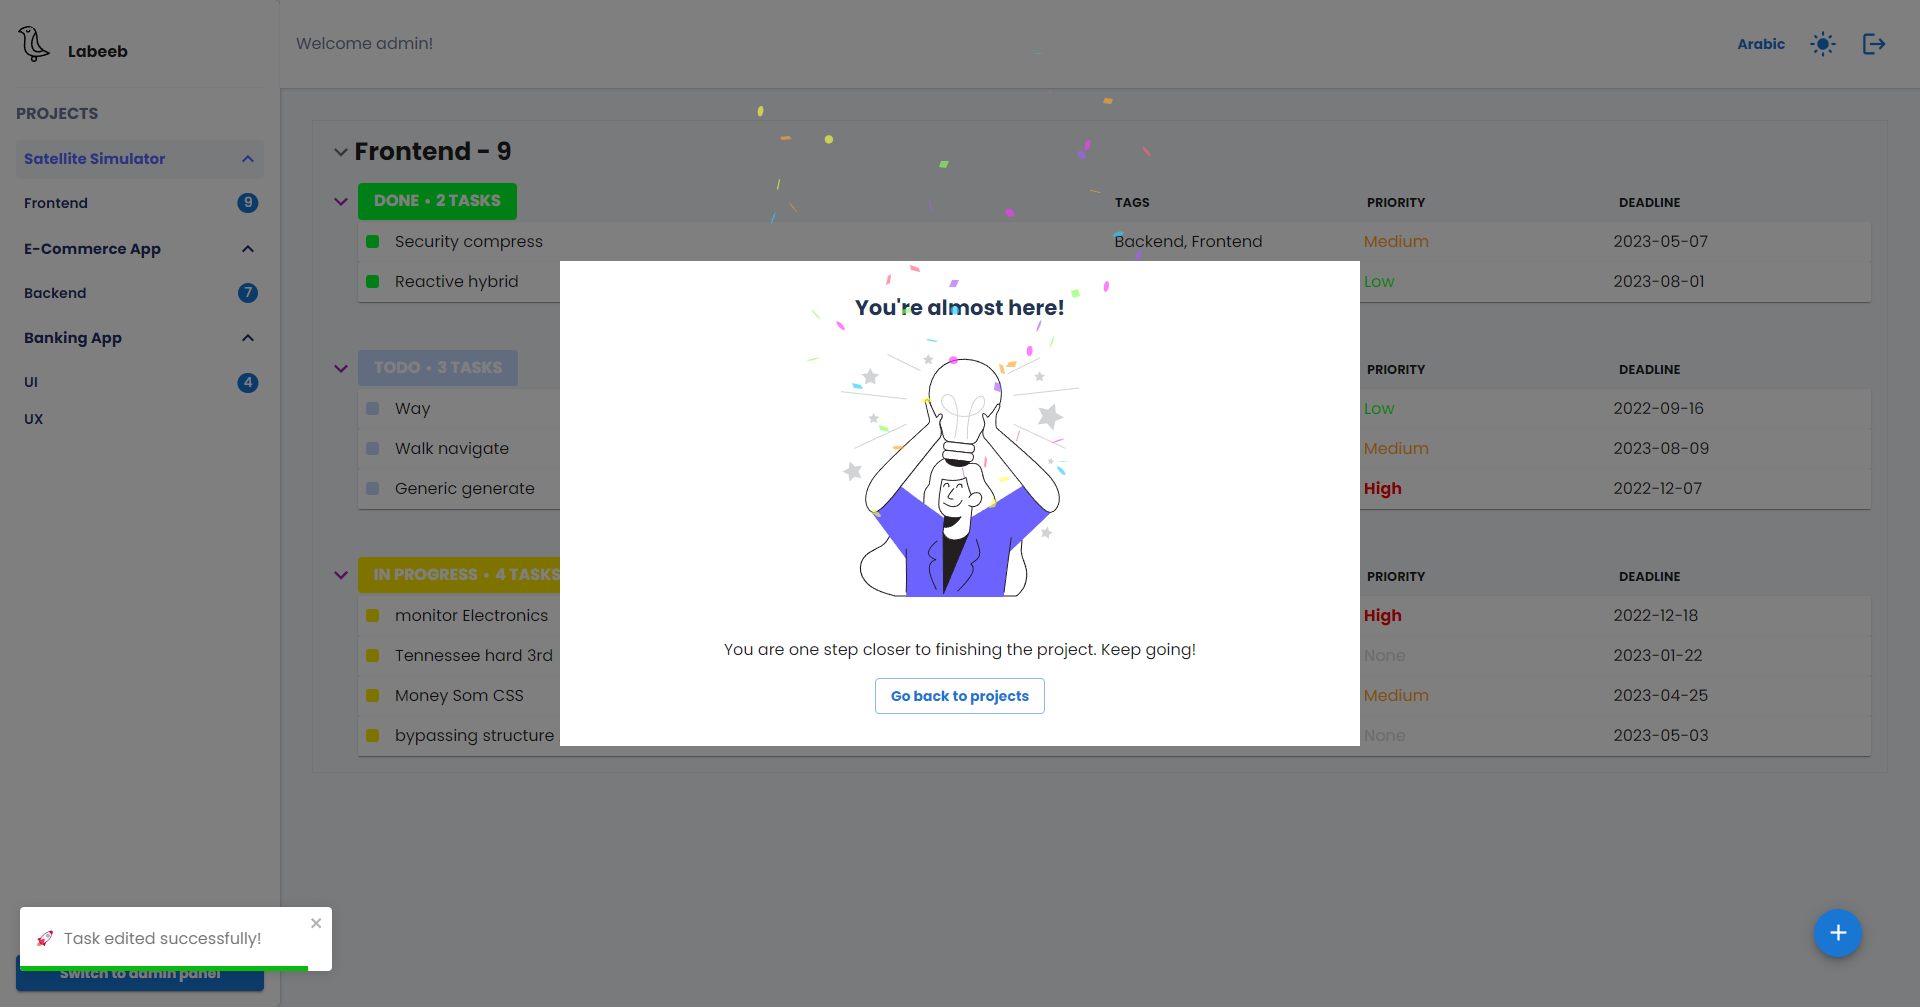 Labeeb
Welcome admin!
Arabic
PROJECTS
Satellite Simulator
Frontend 9
E-Commerce App
Backend 7
Banking App
UI 4
UX
Frontend - 9
DONE • 2 TASKS TAGS PRIORITY DEADLINE
Security compress Backend, Frontend Medium 2023-05-07
Reactive hybrid Low 2023-08-01
You're almost here!
TODO • 3 TASKS PRIORITY DEADLINE
Way Low 2022-09-16
Walk navigate Medium 2023-08-09
Generic generate High 2022-12-07
IN PROGRESS • 4 TASKS PRIORITY DEADLINE
monitor Electronics High 2022-12-18
Tennessee hard 3rd None 2023-01-22
Money Som CSS Medium 2023-04-25
bypassing structure None 2023-05-03
You are one step closer to finishing the project. Keep going!
Go back to projects
Task edited successfully!
Switch to admin panel